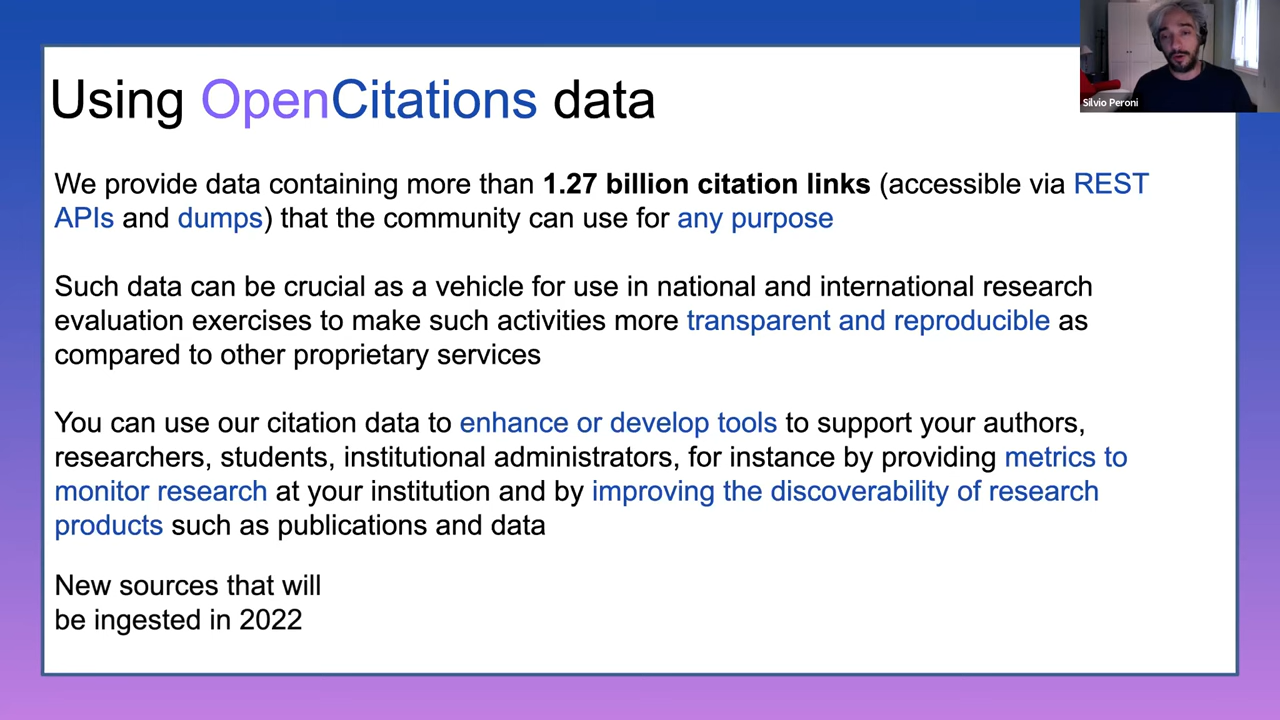 Using OpenCitations data
Silvio Peroni
We provide data containing more than 1.27 billion citation links (accessible via REST
APIs and dumps) that the community can use for any purpose
Such data can be crucial as a vehicle for use in national and international research
evaluation exercises to make such activities more transparent and reproducible as
compared to other proprietary services
You can use our citation data to enhance or develop tools to support your authors,
researchers, students, institutional administrators, for instance by providing metrics to
monitor research at your institution and by improving the discoverability of research
products such as publications and data
New sources that will
be ingested in 2022